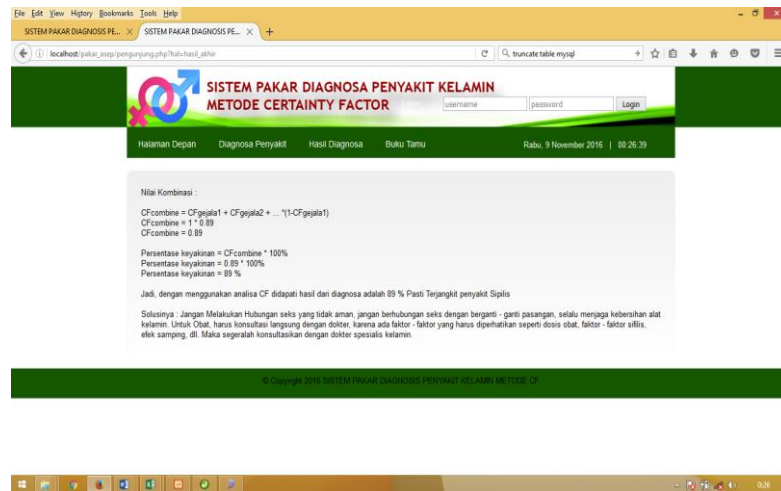 File Edit View History Bookmarks Tools Help
SISTEM PAKAR DIAGNOSIS PE... × SISTEM PAKAR DIAGNOSIS PE... × +
localhost/pakar_asep/pengunjung.php?hal=hasil_akhir
truncate table mysql
SISTEM PAKAR DIAGNOSA PENYAKIT KELAMIN
METODE CERTAINTY FACTOR
username password Login
Halaman Depan Diagnosa Penyakit Hasil Diagnosa Buku Tamu Rabu, 9 November 2016 | 00:26:39
Nilai Kombinasi :
CFcombine = CFgejala1 + CFgejala2 + ... *(1-CFgejala1)
CFcombine = 1 * 0.89
CFcombine = 0.89
Persentase keyakinan = CFcombine * 100%
Persentase keyakinan = 0.89 * 100%
Persentase keyakinan = 89 %
Jadi, dengan menggunakan analisa CF didapati hasil dari diagnosa adalah 89 % Pasti Terjangkit penyakit Sipilis
Solusinya : Jangan Melakukan Hubungan seks yang tidak aman, jangan berhubungan seks dengan berganti - ganti pasangan, selalu menjaga kebersihan alat
kelamin. Untuk Obat, harus konsultasi langsung dengan dokter, karena ada faktor - faktor yang harus diperhatikan seperti dosis obat, faktor - faktor sifilis,
efek samping, dll. Maka segeralah konsultasikan dengan dokter spesialis kelamin.
© Copyright 2016 SISTEM PAKAR DIAGNOSIS PENYAKIT KELAMIN METODE CF
0:26